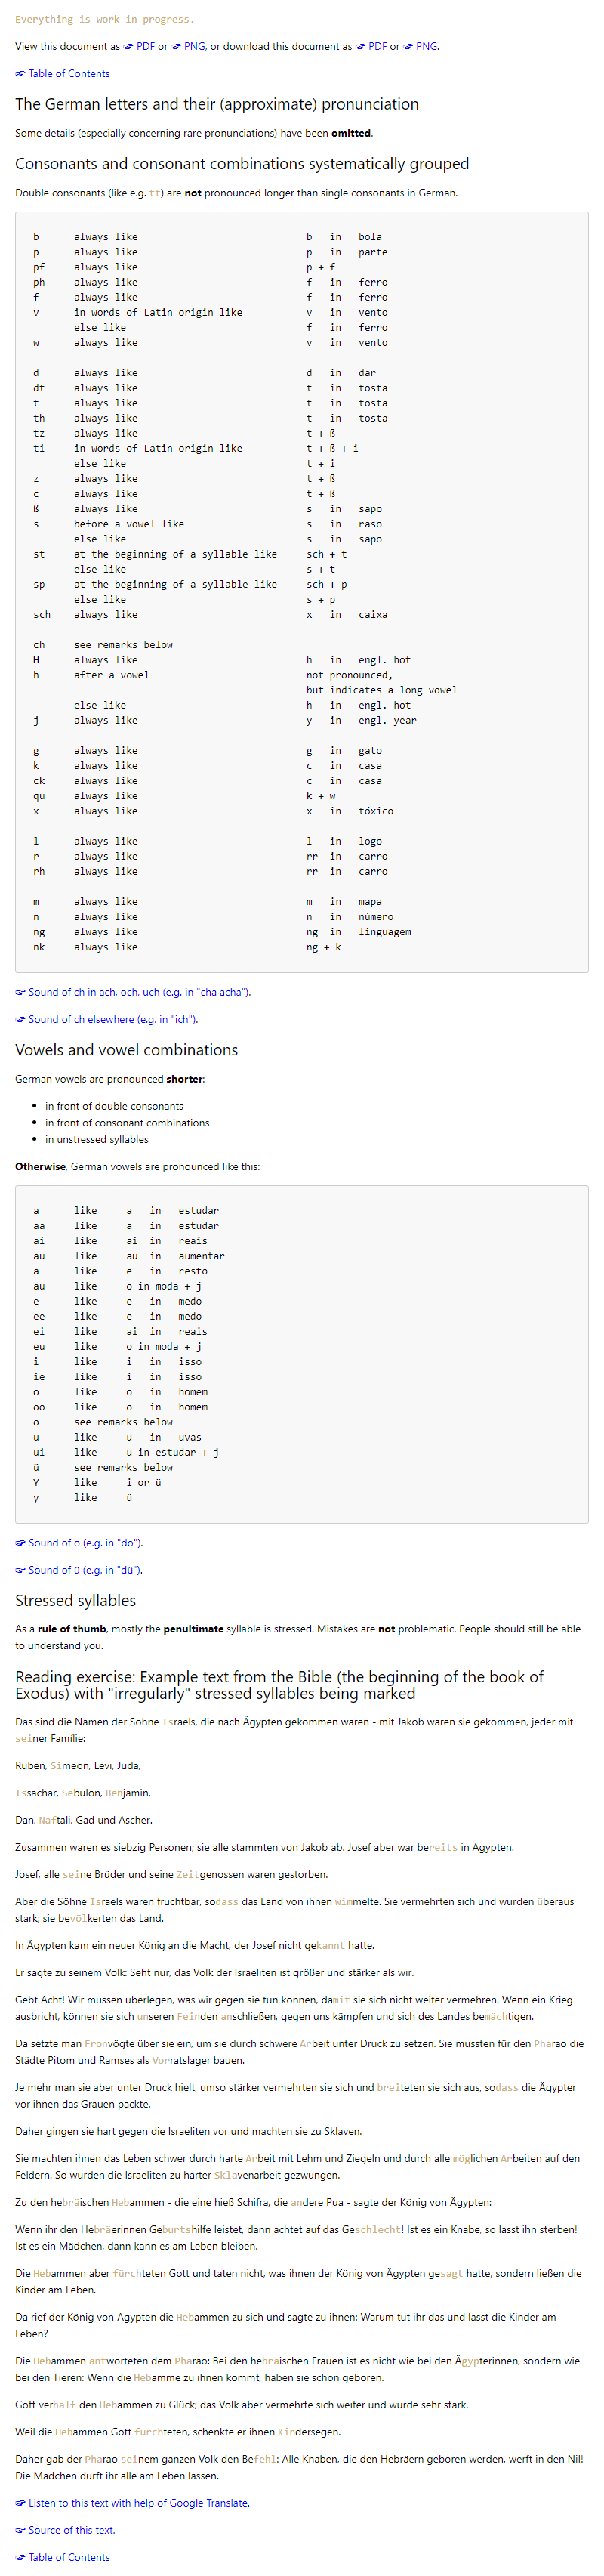 Everything is work in progress.
View this document as ☞ PDF or ☞ PNG, or download this document as ☞ PDF or ☞ PNG.
☞ Table of Contents
The German letters and their (approximate) pronunciation
Some details (especially concerning rare pronunciations) have been omitted.
Consonants and consonant combinations systematically grouped
Double consonants (like e.g. tt) are not pronounced longer than single consonants in German.
b always like b in bola
p always like p in parte
pf always like p + f
ph always like f in ferro
f always like f in ferro
v in words of Latin origin like v in vento
else like f in ferro
w always like v in vento
d always like d in dar
dt always like t in tosta
t always like t in tosta
th always like t in tosta
tz always like t + ß
ti in words of Latin origin like t + ß + i
else like t + i
z always like t + ß
c always like t + ß
ß always like s in sapo
s before a vowel like s in raso
else like s in sapo
st at the beginning of a syllable like sch + t
else like s + t
sp at the beginning of a syllable like sch + p
else like s + p
sch always like x in caixa
ch see remarks below
H always like h in engl. hot
h after a vowel not pronounced,
but indicates a long vowel
else like h in engl. hot
j always like y in engl. year
g always like g in gato
k always like c in casa
ck always like c in casa
qu always like k + w
x always like x in tóxico
l always like l in logo
r always like rr in carro
rh always like rr in carro
m always like m in mapa
n always like n in número
ng always like ng in linguagem
nk always like ng + k
☞ Sound of ch in ach, och, uch (e.g. in "cha acha").
☞ Sound of ch elsewhere (e.g. in "ich").
Vowels and vowel combinations
German vowels are pronounced shorter:
• in front of double consonants
• in front of consonant combinations
• in unstressed syllables
Otherwise, German vowels are pronounced like this:
a like a in estudar
aa like a in estudar
ai like ai in reais
au like au in aumentar
ä like e in resto
äu like o in moda + j
e like e in medo
ee like e in medo
ei like ai in reais
eu like o in moda + j
i like i in isso
ie like i in isso
o like o in homem
oo like o in homem
ö see remarks below
u like u in uvas
ui like u in estudar + j
ü see remarks below
Y like i or ü
y like ü
☞ Sound of ö (e.g. in "dö").
☞ Sound of ü (e.g. in "dü").
Stressed syllables
As a rule of thumb, mostly the penultimate syllable is stressed. Mistakes are not problematic. People should still be able
to understand you.
Reading exercise: Example text from the Bible (the beginning of the book of
Exodus) with "irregularly" stressed syllables being marked
Das sind die Namen der Söhne Israels, die nach Ägypten gekommen waren - mit Jakob waren sie gekommen, jeder mit
seiner Familie:
Ruben, Simeon, Levi, Juda,
Issachar, Sebulon, Benjamin,
Dan, Naftali, Gad und Ascher.
Zusammen waren es siebzig Personen; sie alle stammten von Jakob ab. Josef aber war bereits in Ägypten.
Josef, alle seine Brüder und seine Zeitgenossen waren gestorben.
Aber die Söhne Israels waren fruchtbar, sodass das Land von ihnen wimmelte. Sie vermehrten sich und wurden überaus
stark; sie bevölkerten das Land.
In Ägypten kam ein neuer König an die Macht, der Josef nicht gekannt hatte.
Er sagte zu seinem Volk: Seht nur, das Volk der Israeliten ist größer und stärker als wir.
Gebt Acht! Wir müssen überlegen, was wir gegen sie tun können, damit sie sich nicht weiter vermehren. Wenn ein Krieg
ausbricht, können sie sich unseren Feinden anschließen, gegen uns kämpfen und sich des Landes bemächtigen.
Da setzte man Fronvögte über sie ein, um sie durch schwere Arbeit unter Druck zu setzen. Sie mussten für den Pharao die
Städte Pitom und Ramses als Vorratslager bauen.
Je mehr man sie aber unter Druck hielt, umso stärker vermehrten sie sich und breiteten sie sich aus, sodass die Ägypter
vor ihnen das Grauen packte.
Daher gingen sie hart gegen die Israeliten vor und machten sie zu Sklaven.
Sie machten ihnen das Leben schwer durch harte Arbeit mit Lehm und Ziegeln und durch alle möglichen Arbeiten auf den
Feldern. So wurden die Israeliten zu harter Sklavenarbeit gezwungen.
Zu den hebräischen Hebammen - die eine hieß Schifra, die andere Pua - sagte der König von Ägypten:
Wenn ihr den Hebräerinnen Geburtshilfe leistet, dann achtet auf das Geschlecht! Ist es ein Knabe, so lasst ihn sterben!
Ist es ein Mädchen, dann kann es am Leben bleiben.
Die Hebammen aber fürchteten Gott und taten nicht, was ihnen der König von Ägypten gesagt hatte, sondern ließen die
Kinder am Leben.
Da rief der König von Ägypten die Hebammen zu sich und sagte zu ihnen: Warum tut ihr das und lasst die Kinder am
Leben?
Die Hebammen antworteten dem Pharao: Bei den hebräischen Frauen ist es nicht wie bei den Ägypterinnen, sondern wie
bei den Tieren: Wenn die Hebamme zu ihnen kommt, haben sie schon geboren.
Gott verhalf den Hebammen zu Glück; das Volk aber vermehrte sich weiter und wurde sehr stark.
Weil die Hebammen Gott fürchteten, schenkte er ihnen Kindersegen.
Daher gab der Pharao seinem ganzen Volk den Befehl: Alle Knaben, die den Hebräern geboren werden, werft in den Nil!
Die Mädchen dürft ihr alle am Leben lassen.
☞ Listen to this text with help of Google Translate.
☞ Source of this text.
☞ Table of Contents